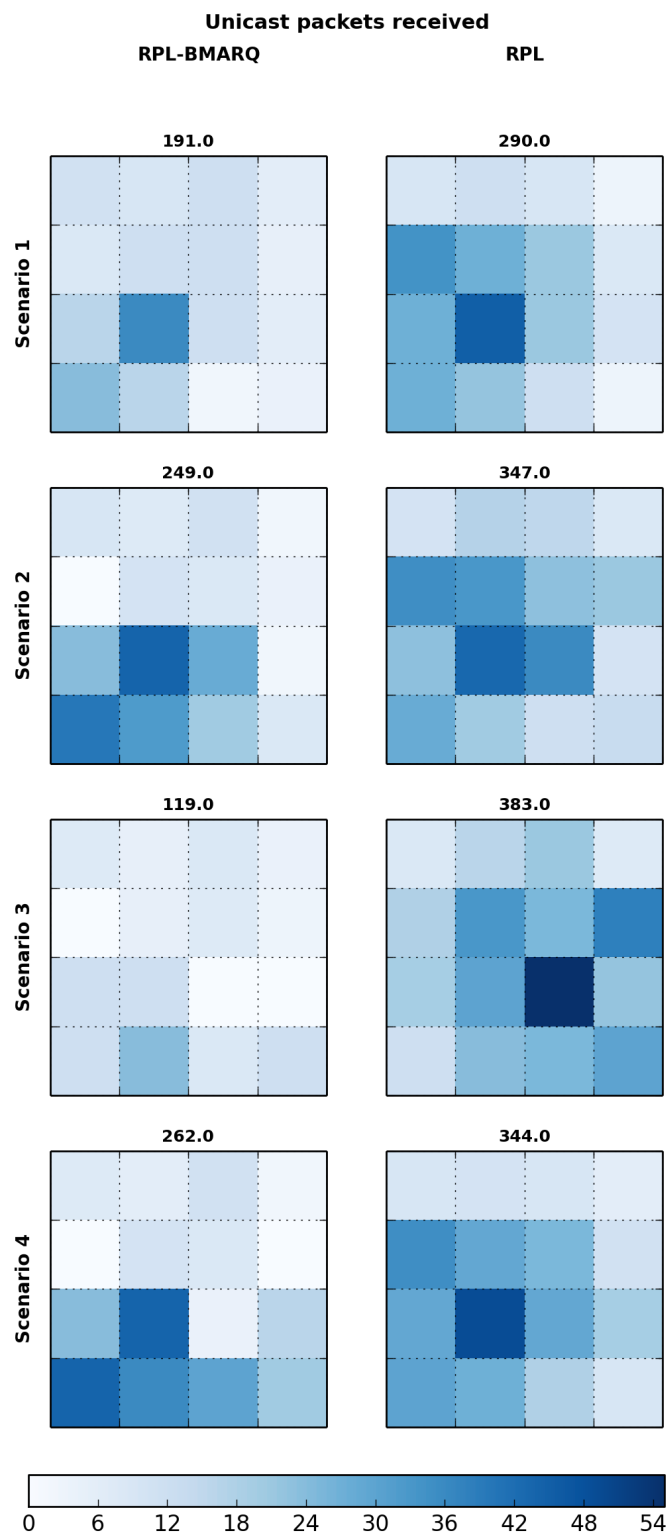 Unicast packets received
RPL-BMARQ RPL
191.0 290.0
Scenario 1
249.0 347.0
Scenario 2
119.0 383.0
Scenario 3
262.0 344.0
Scenario 4
0 6 12 18 24 30 36 42 48 54